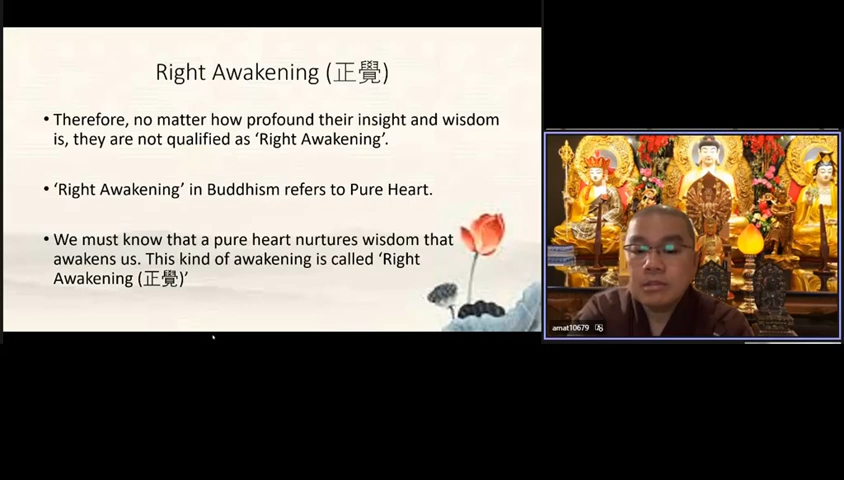 Right Awakening (正覺)
• Therefore, no matter how profound their insight and wisdom
is, they are not qualified as ‘Right Awakening’.
• ‘Right Awakening’ in Buddhism refers to Pure Heart.
• We must know that a pure heart nurtures wisdom that
awakens us. This kind of awakening is called ‘Right
Awakening (正覺)’
amat10679